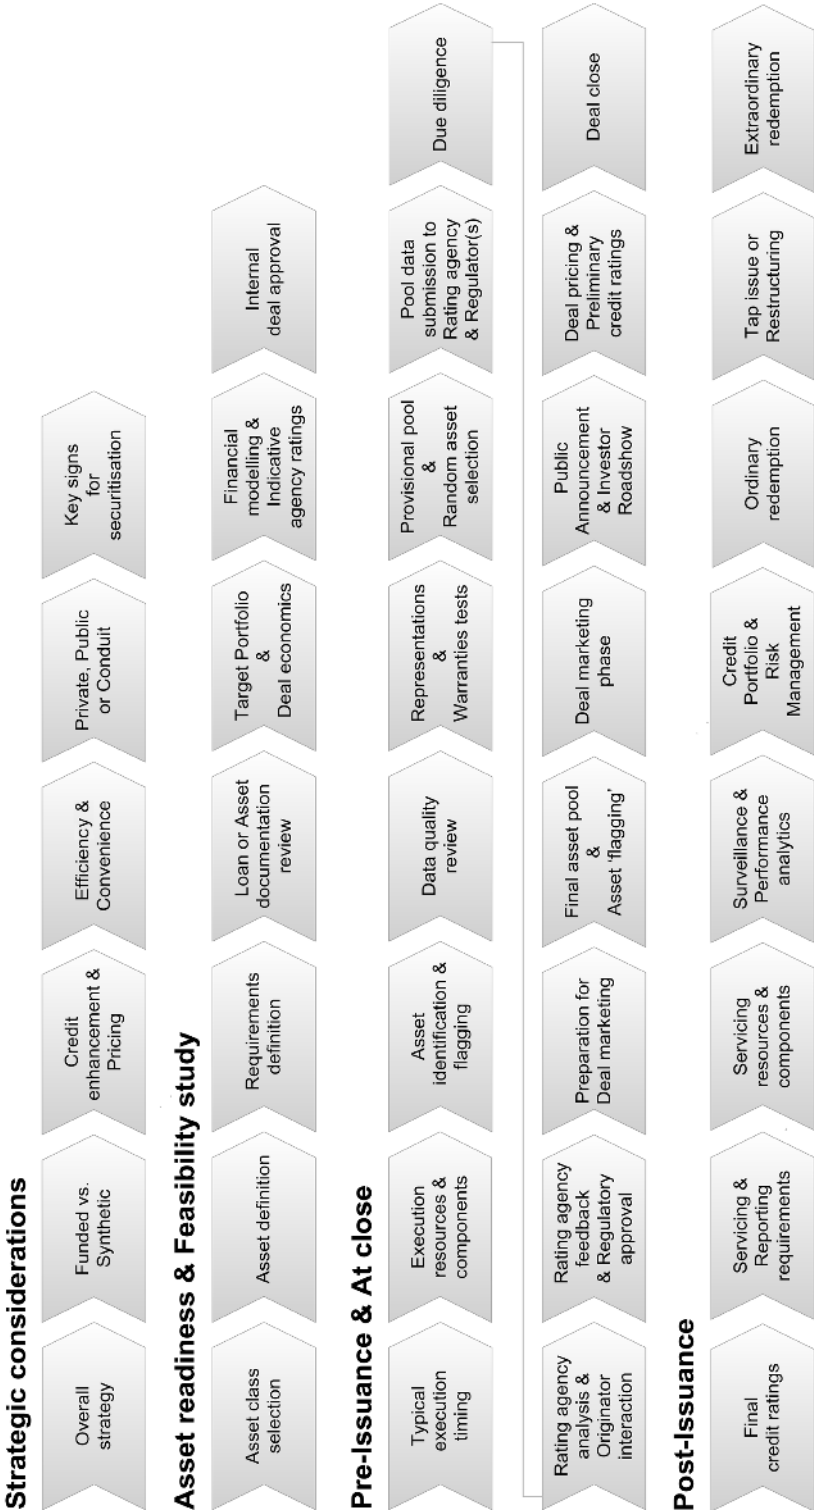 Strategic considerations
Overall
strategy
Funded vs.
Synthetic
Credit
enhancement &
Pricing
Efficiency &
Convenience
Private, Public
or Conduit
Key signs
for
securitisation
Asset readiness & Feasibility study
Asset class
selection
Asset definition
Requirements
definition
Loan or Asset
documentation
review
Target Portfolio
&
Deal economics
Financial
modelling &
Indicative
agency ratings
Internal
deal approval
Pre-Issuance & At close
Typical
execution
timing
Execution
resources &
components
Asset
identification &
flagging
Data quality
review
Representations
&
Warranties tests
Provisional pool
&
Random asset
selection
Pool data
submission to
Rating agency
& Regulator(s)
Due diligence
Rating agency
analysis &
Originator
interaction
Rating agency
feedback
& Regulatory
approval
Preparation for
Deal marketing
Final asset pool
&
Asset 'flagging'
Deal marketing
phase
Public
Announcement
& Investor
Roadshow
Deal pricing &
Preliminary
credit ratings
Deal close
Post-Issuance
Final
credit ratings
Servicing &
Reporting
requirements
Servicing
resources &
components
Surveillance &
Performance
analytics
Credit
Portfolio &
Risk
Management
Ordinary
redemption
Tap issue or
Restructuring
Extraordinary
redemption